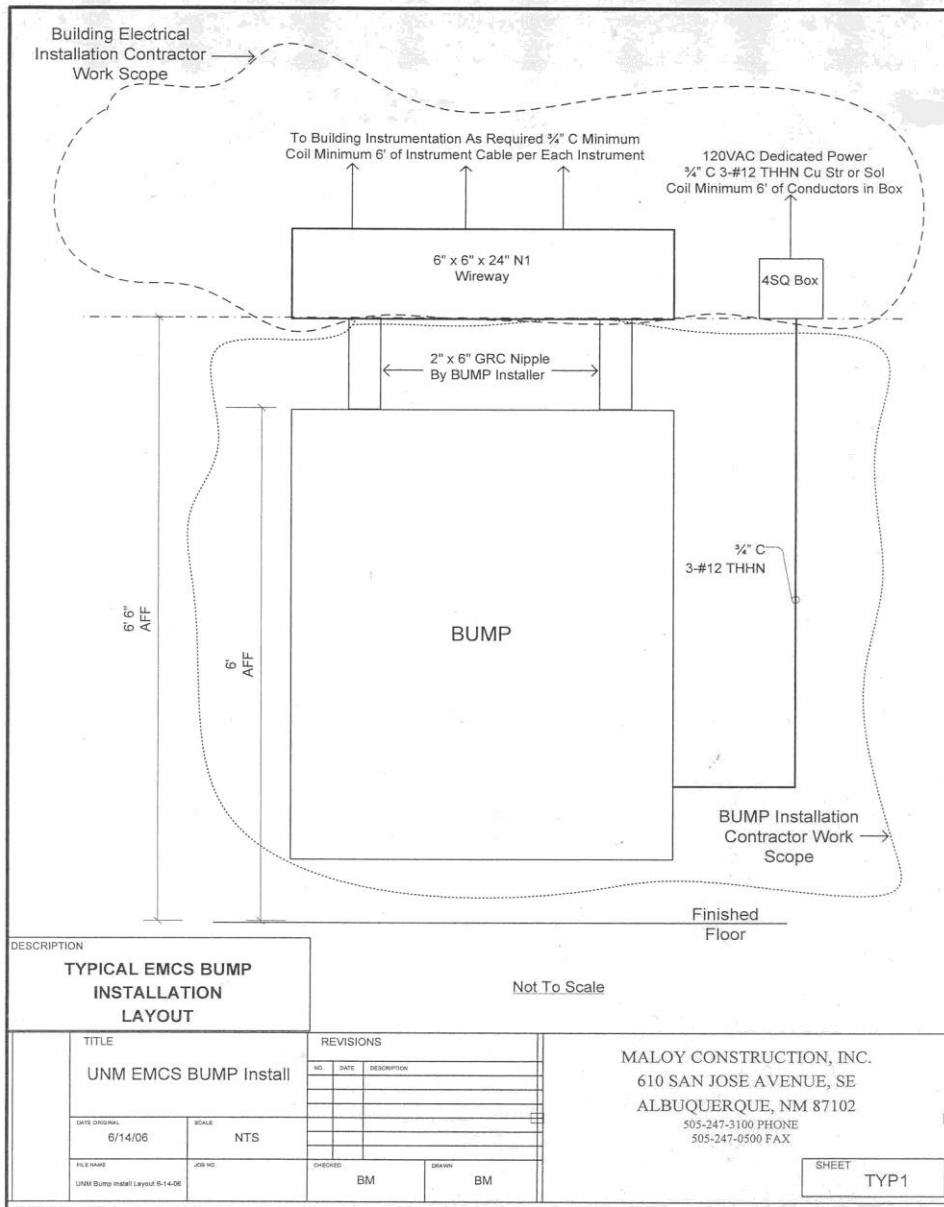 Building Electrical
Installation Contractor
Work Scope
To Building Instrumentation As Required ¾" C Minimum
Coil Minimum 6' of Instrument Cable per Each Instrument
120VAC Dedicated Power
¾" C 3-#12 THHN Cu Str or Sol
Coil Minimum 6' of Conductors in Box
6" x 6" x 24" N1
Wireway
4SQ Box
2" x 6" GRC Nipple
By BUMP Installer
¾" C
3-#12 THHN
6' 6"
AFF
6'
AFF
BUMP
BUMP Installation
Contractor Work
Scope
Finished
Floor
DESCRIPTION
TYPICAL EMCS BUMP
INSTALLATION
LAYOUT
Not To Scale
TITLE
UNM EMCS BUMP Install
REVISIONS
NO. DATE DESCRIPTION
DATE ORIGINAL
6/14/06
SCALE
NTS
FILE NAME
UNM Bump Install Layout 6-14-06
JOB NO.
CHECKED
BM
DRAWN
BM
MALOY CONSTRUCTION, INC.
610 SAN JOSE AVENUE, SE
ALBUQUERQUE, NM 87102
505-247-3100 PHONE
505-247-0500 FAX
SHEET
TYP1